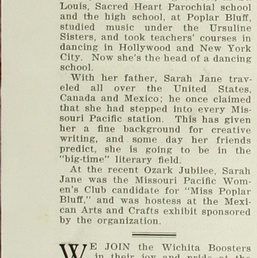 Louis, Sacred Heart Parochial school
and the high school, at Poplar Bluff,
studied music under the Ursuline
Sisters, and took teachers' courses in
dancing in Hollywood and New York
City. Now she's the head of a dancing
school.
With her father, Sarah Jane trav-
eled all over the United States,
Canada and Mexico; he once claimed
that she had stepped into every Mis-
souri Pacific station. This has given
her a fine background for creative
writing, and some day her friends
predict, she is going to be in the
"big-time" literary field.
At the recent Ozark Jubilee, Sarah
Jane was the Missouri Pacific Wom-
en's Club candidate for "Miss Poplar
Bluff," and was hostess at the Mexi-
can Arts and Crafts exhibit sponsored
by the organization.
WE JOIN the Wichita Boosters
in their joy and pride at the